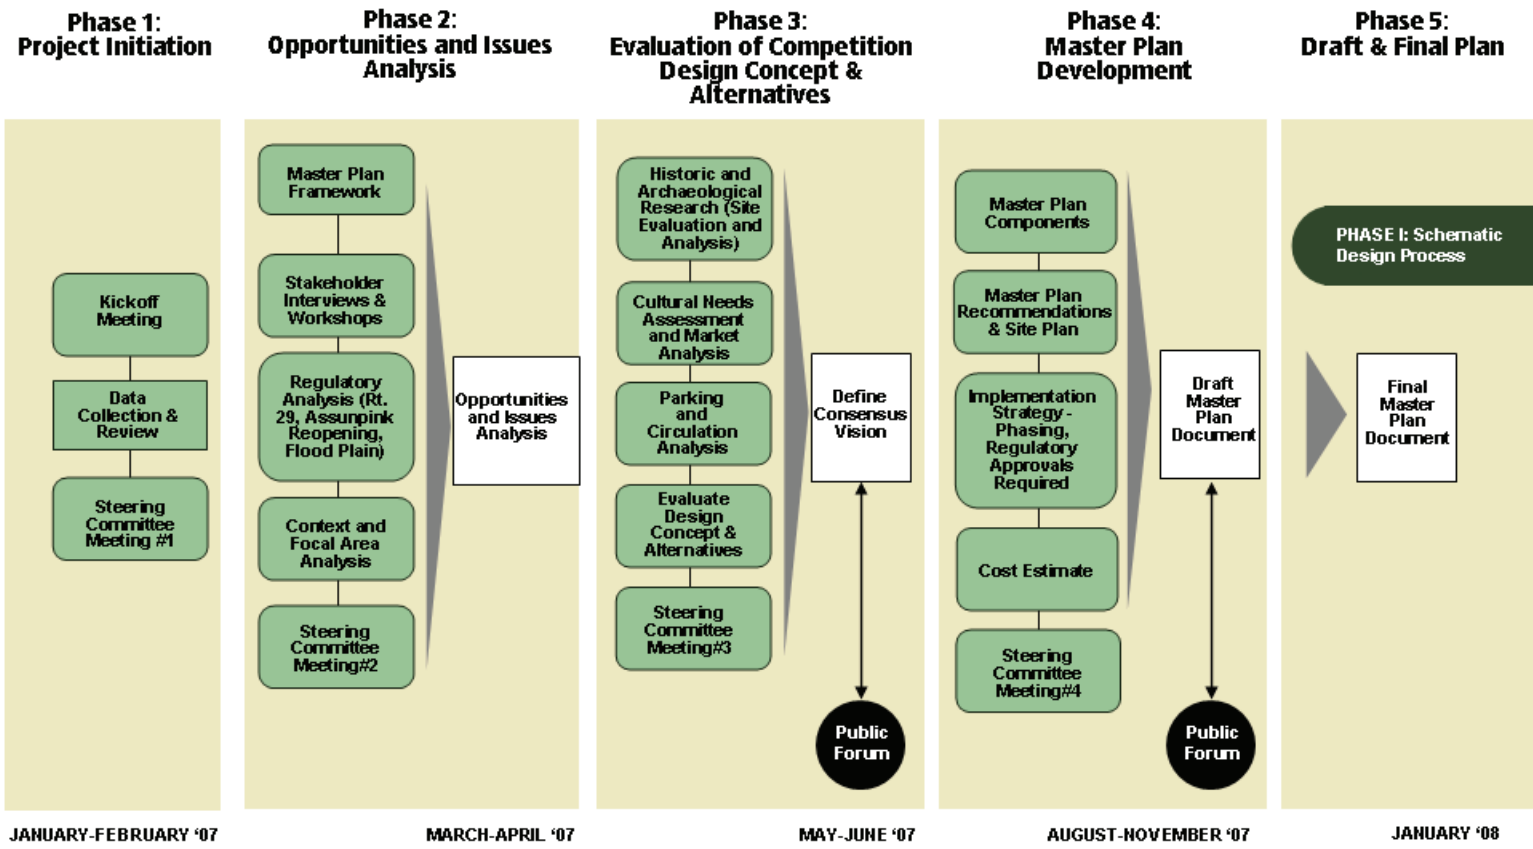 Phase 1:
Project Initiation
Kickoff
Meeting
Data
Collection &
Review
Steering
Committee
Meeting #1
JANUARY-FEBRUARY ‘07
Phase 2:
Opportunities and Issues
Analysis
Master Plan
Framework
Stakeholder
Interviews &
Workshops
Regulatory
Analysis (Rt.
29, Assunpink
Reopening,
Flood Plain)
Context and
Focal Area
Analysis
Steering
Committee
Meeting#2
Opportunities
and Issues
Analysis
MARCH-APRIL ‘07
Phase 3:
Evaluation of Competition
Design Concept &
Alternatives
Historic and
Archaeological
Research (Site
Evaluation and
Analysis)
Cultural Needs
Assessment
and Market
Analysis
Parking
and
Circulation
Analysis
Evaluate
Design
Concept &
Alternatives
Steering
Committee
Meeting#3
Define
Consensus
Vision
Public
Forum
MAY-JUNE ‘07
Phase 4:
Master Plan
Development
Master Plan
Components
Master Plan
Recommendations
& Site Plan
Implementation
Strategy -
Phasing,
Regulatory
Approvals
Required
Cost Estimate
Steering
Committee
Meeting#4
Draft
Master
Plan
Document
Public
Forum
AUGUST-NOVEMBER ‘07
Phase 5:
Draft & Final Plan
PHASE I: Schematic
Design Process
Final
Master
Plan
Document
JANUARY ‘08